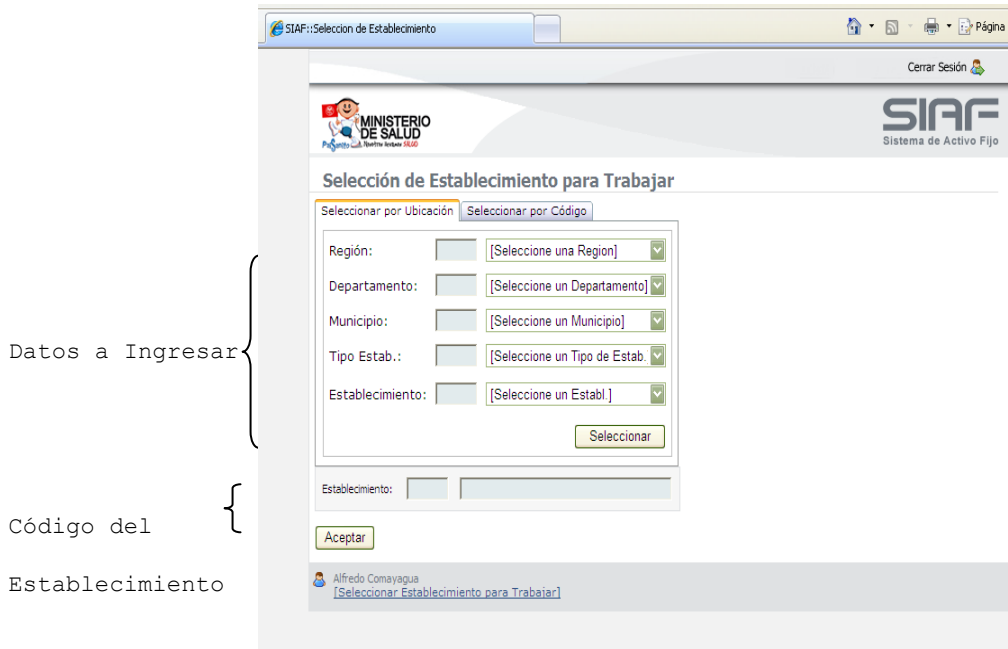 SIAF::Seleccion de Establecimiento
Página
Cerrar Sesión
MINISTERIO
DE SALUD
SIAF
Sistema de Activo Fijo
Selección de Establecimiento para Trabajar
Seleccionar por Ubicación
Seleccionar por Código
Región: [Seleccione una Region]
Departamento: [Seleccione un Departamento]
Municipio: [Seleccione un Municipio]
Datos a Ingresar
Tipo Estab.: [Seleccione un Tipo de Estab.
Establecimiento: [Seleccione un Establ.]
Seleccionar
Establecimiento:
Código del
Establecimiento
Aceptar
Alfredo Comayagua
[Seleccionar Establecimiento para Trabajar]